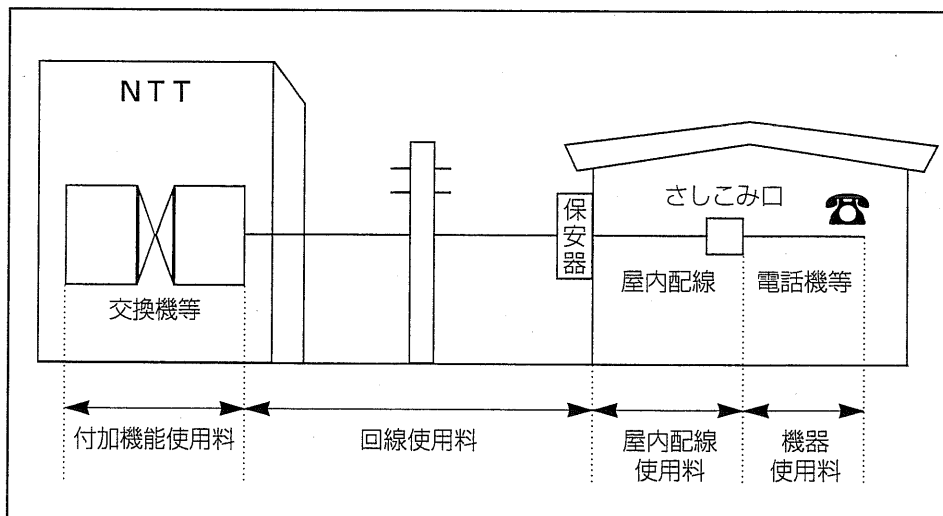 NTT
さしこみ口
保安器
屋内配線
電話機等
交換機等
付加機能使用料
回線使用料
屋内配線
使用料
機器
使用料